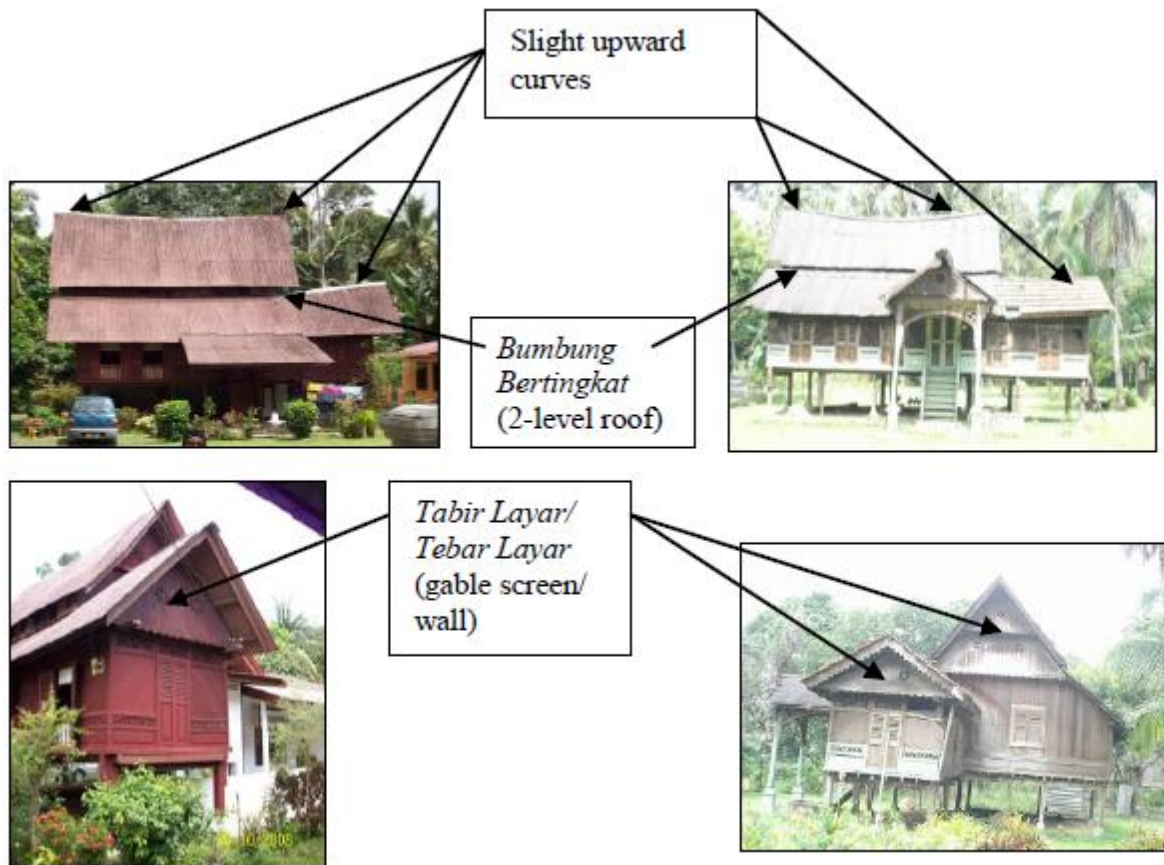 Slight upward
curves
Bumbung
Bertingkat
(2-level roof)
Tabir Layar/
Tebar Layar
(gable screen/
wall)